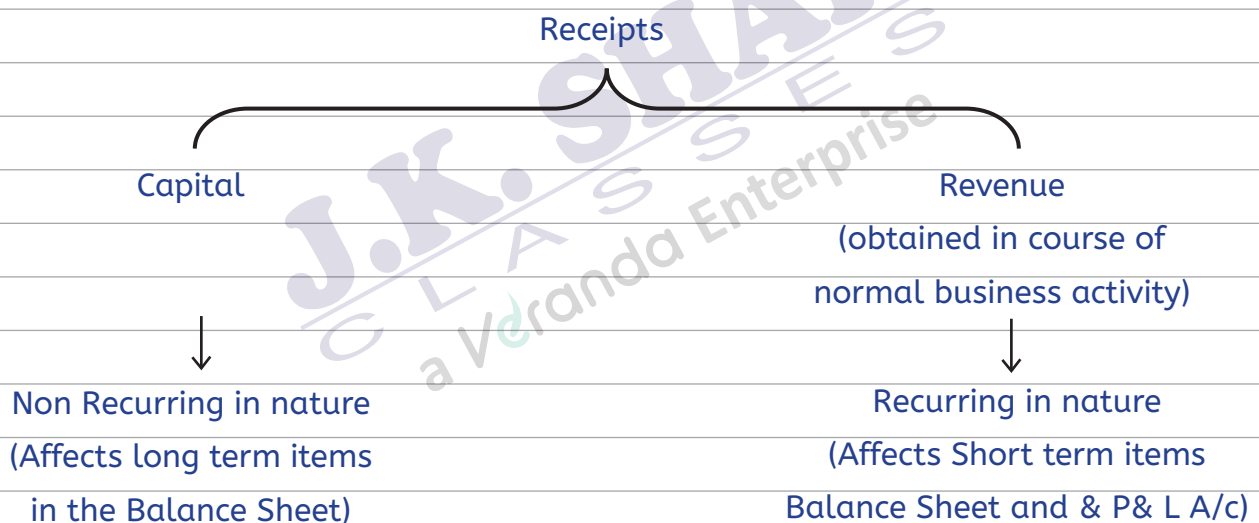 Receipts
Capital
Revenue
(obtained in course of
normal business activity)
Non Recurring in nature
(Affects long term items
in the Balance Sheet)
Recurring in nature
(Affects Short term items
Balance Sheet and & P& L A/c)
J.K. SHA
CLASSES
a Veranda Enterprise